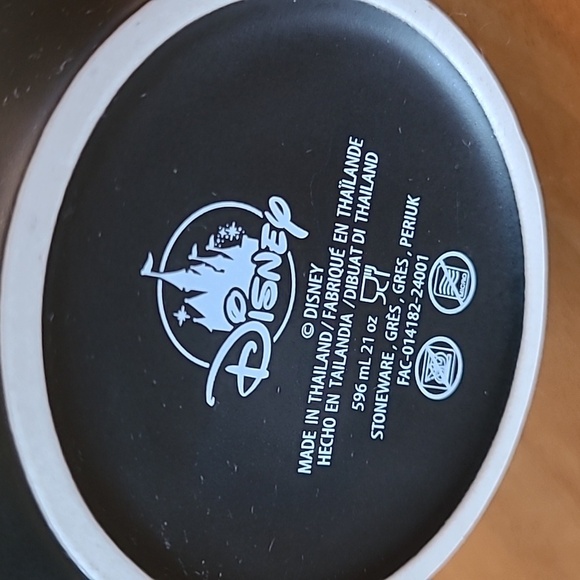 Disney
© DISNEY
MADE IN THAILAND / FABRIQUÉ EN THAÏLANDE
HECHO EN TAILANDIA / DIBUAT DI THAILAND
596 mL 21 oz
STONEWARE, GRÈS, GRES, PERIUK
FAC-014182-24001